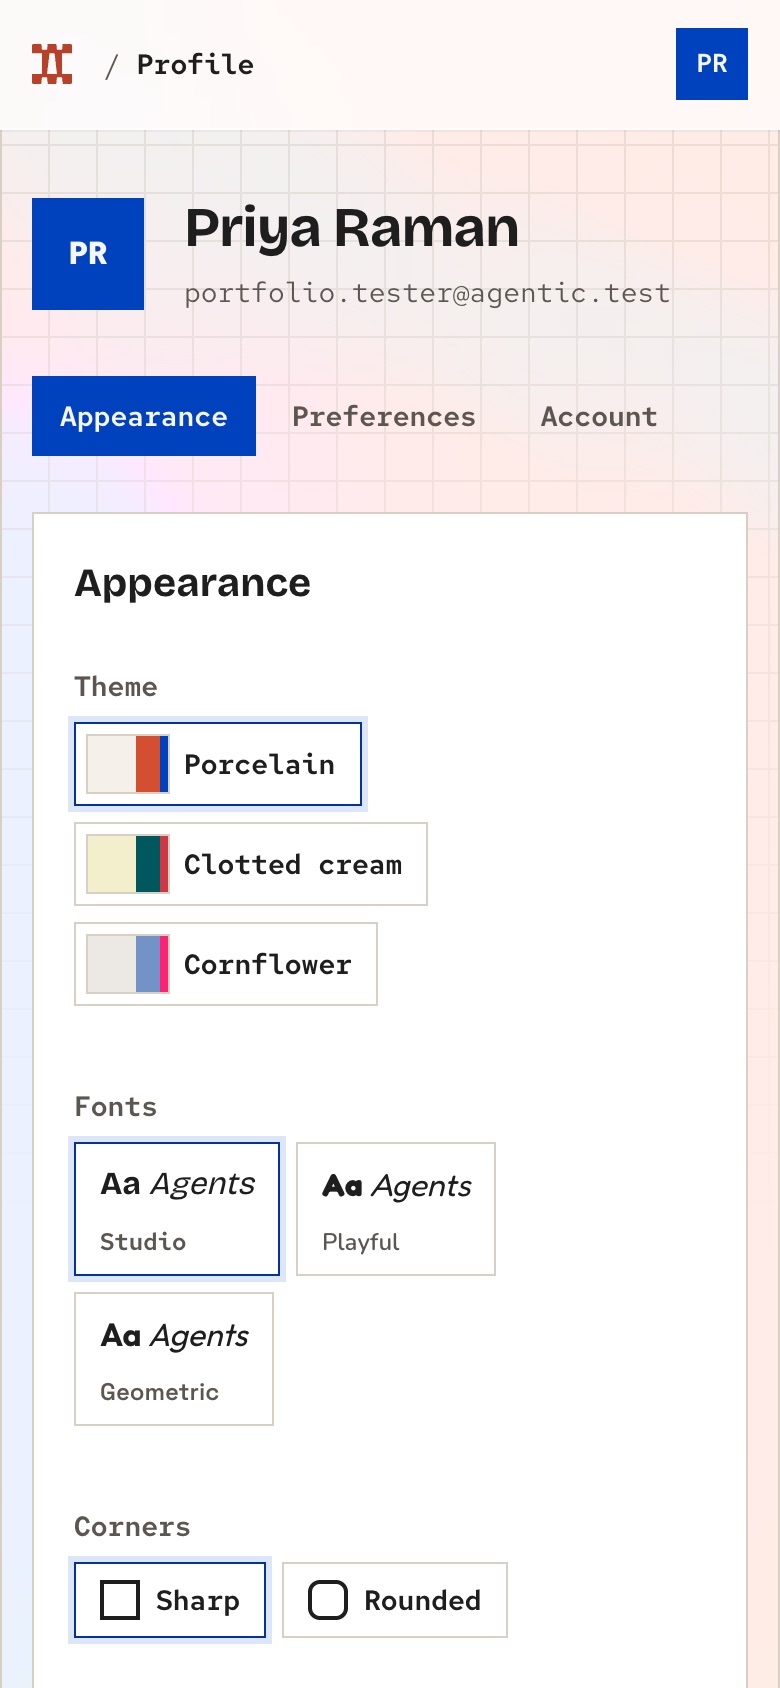 / Profile
PR
PR
Priya Raman
portfolio.tester@agentic.test
Appearance Preferences Account
Appearance
Theme
Porcelain
Clotted cream
Cornflower
Fonts
Aa Agents
Studio
Aa Agents
Playful
Aa Agents
Geometric
Corners
Sharp
Rounded